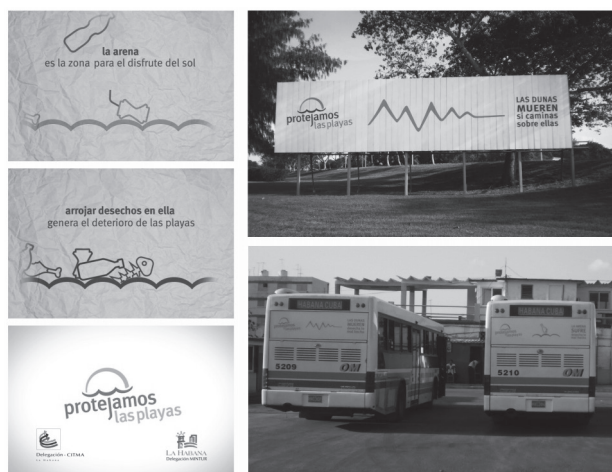 la arena
es la zona para el disfrute del sol
arrojar desechos en ella
genera el deterioro de las playas
protejamos
las playas
Delegación - CITMA
LA HABANA
Delegación MINTUR
protejamos
las playas
LAS DUNAS
MUEREN
si caminas
sobre ellas
HABANA CUBA
5209
OM
HABANA CUBA
5210
OM